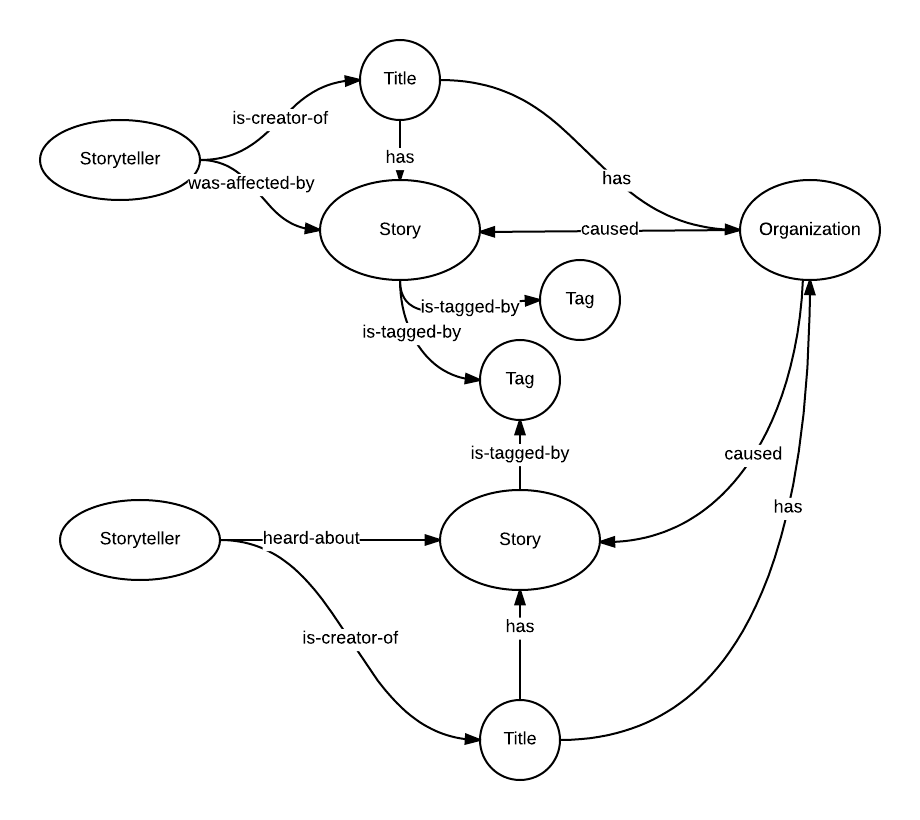 Title
is-creator-of
Storyteller
has
was-affected-by
has
Story
caused
Organization
is-tagged-by
Tag
is-tagged-by
Tag
is-tagged-by
caused
has
Storyteller
heard-about
Story
has
is-creator-of
Title